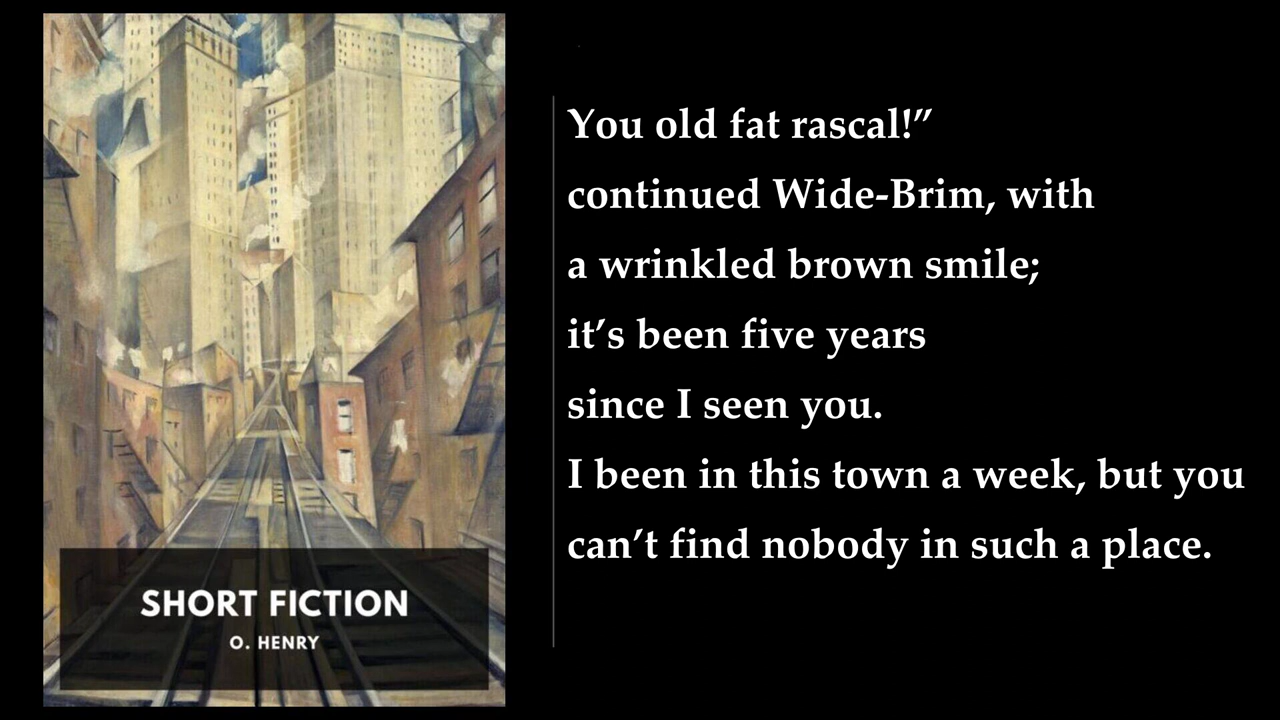 SHORT FICTION
O. HENRY
You old fat rascal!”
continued Wide-Brim, with
a wrinkled brown smile;
it’s been five years
since I seen you.
I been in this town a week, but you
can’t find nobody in such a place.